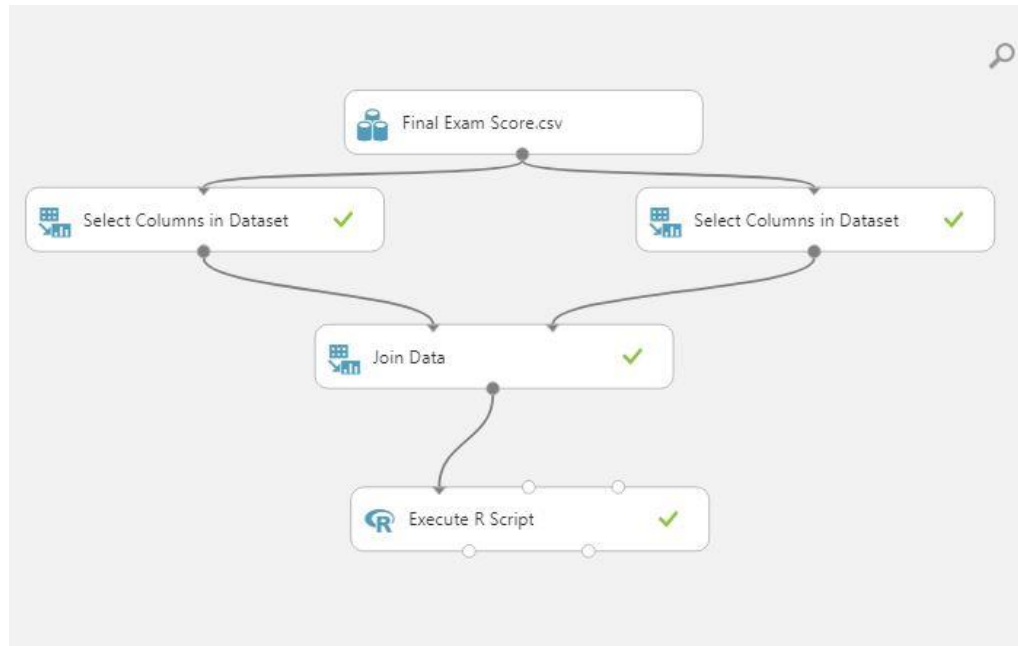 Final Exam Score.csv
Select Columns in Dataset
Select Columns in Dataset
Join Data
Execute R Script